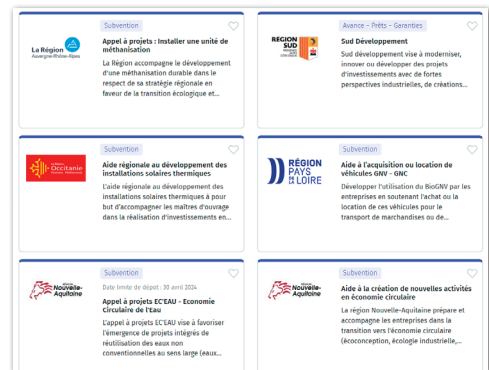 Subvention
La Région
Auvergne-Rhône-Alpes
Appel à projets : Installer une unité de
méthanisation
La Région accompagne le développement
d'une méthanisation durable dans le
respect de sa stratégie régionale en
faveur de la transition écologique et...
Avance – Prêts – Garanties
REGION
SUD
Sud Développement
Sud développement vise à moderniser,
innover ou développer des projets
d'investissements avec de fortes
perspectives industrielles, de créations...
Subvention
Occitanie
Aide régionale au développement des
installations solaires thermiques
L'aide régionale au développement des
installations solaires thermiques à pour
but d'accompagner les maîtres d'ouvrage
dans la réalisation d'investissements en...
Subvention
RÉGION
PAYS
DE LA LOIRE
Aide à l'acquisition ou location de
véhicules GNV - GNC
Développer l'utilisation du BioGNV par les
entreprises en soutenant l'achat ou la
location de ces véhicules pour le
transport de marchandises ou de...
Subvention
Nouvelle-
Aquitaine
Date limite de dépot : 30 avril 2024
Appel à projets EC'EAU - Economie
Circulaire de l'Eau
L'appel à projets EC'EAU vise à favoriser
l'émergence de projets intégrés de
réutilisation des eaux non
conventionnelles au sens large (eaux...
Subvention
Nouvelle-
Aquitaine
Aide à la création de nouvelles activités
en économie circulaire
La région Nouvelle-Aquitaine prépare et
accompagne les entreprises dans la
transition vers l'économie circulaire
(écoconception, écologie industrielle,...